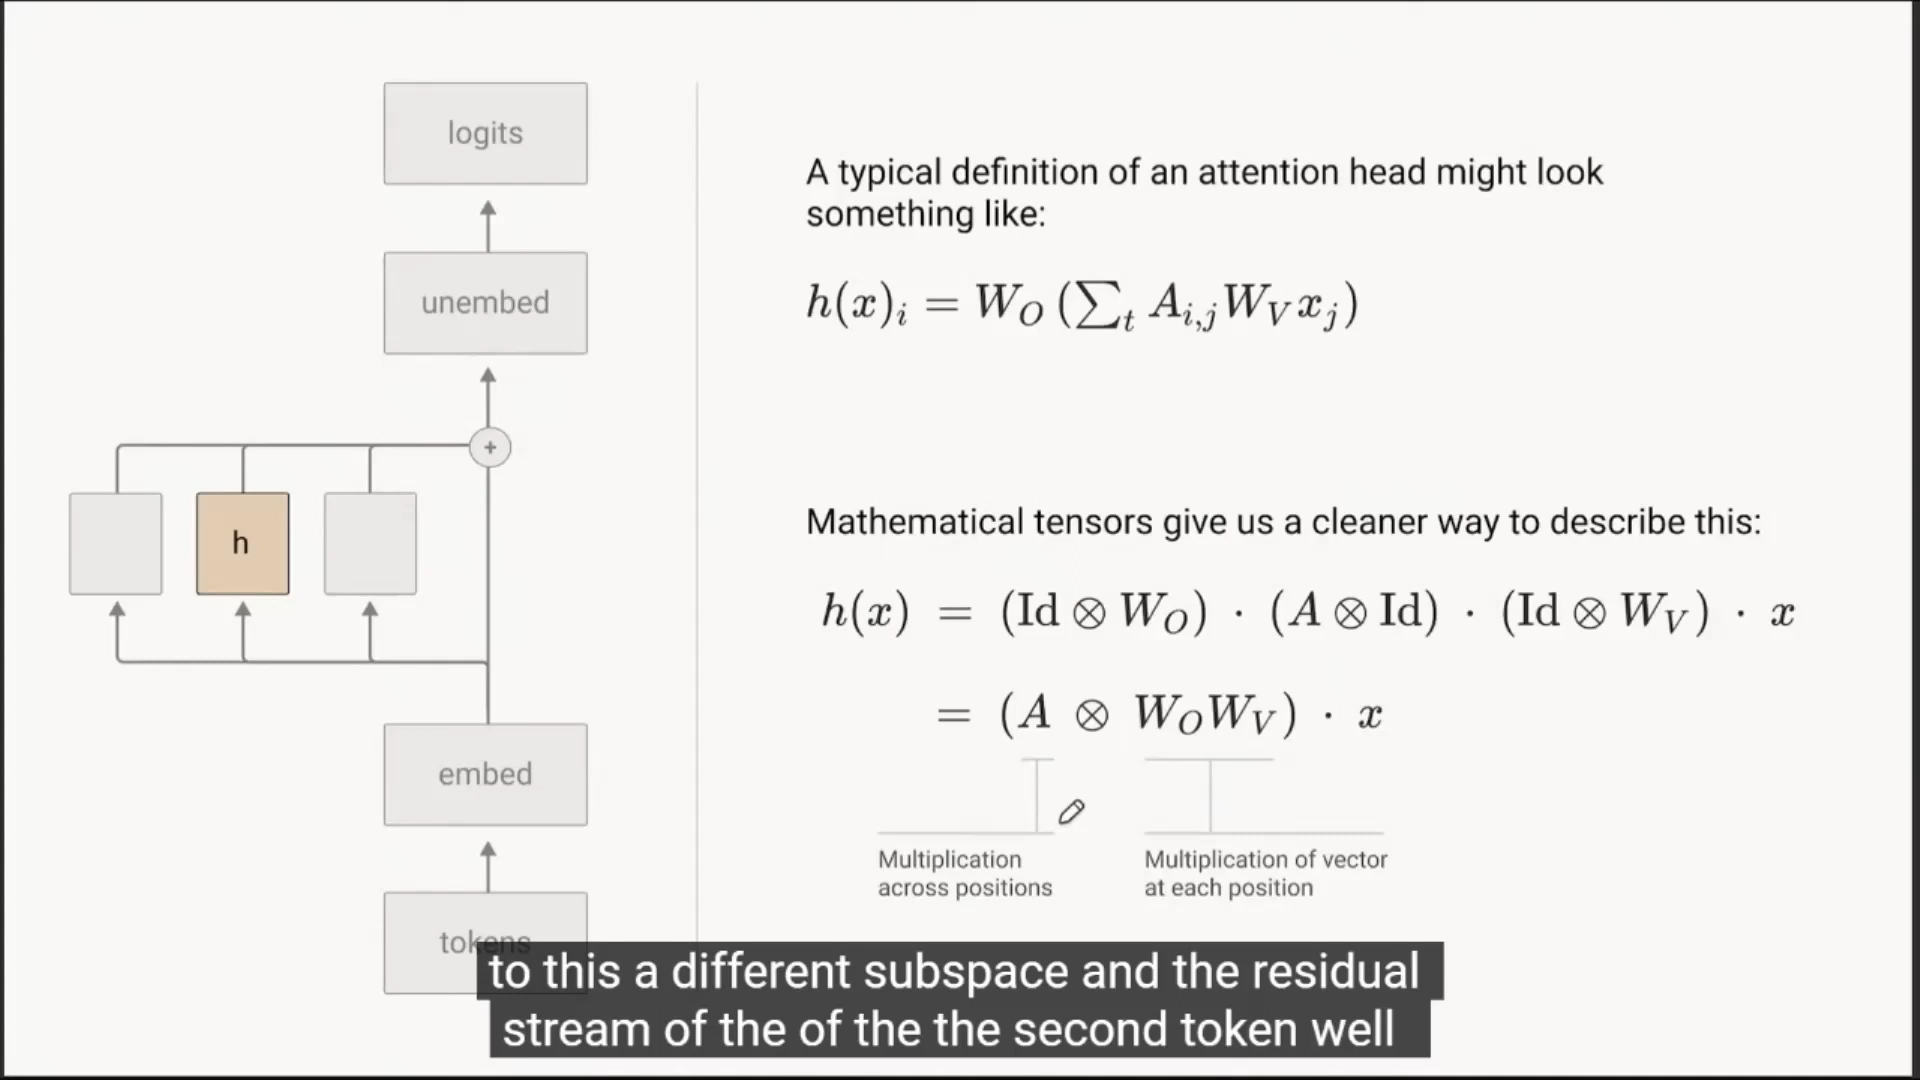 logits
unembed
+
h
embed
tokens
A typical definition of an attention head might look
something like:
h(x)_i = W_O (∑_t A_{i,j} W_V x_j)
Mathematical tensors give us a cleaner way to describe this:
h(x) = (Id ⊗ W_O) · (A ⊗ Id) · (Id ⊗ W_V) · x
= (A ⊗ W_O W_V) · x
Multiplication
across positions
Multiplication of vector
at each position
to this a different subspace and the residual
stream of the of the the second token well